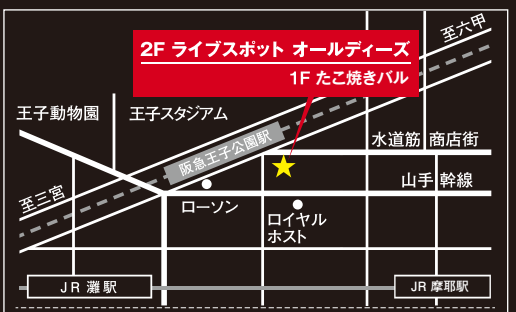 至六甲
2F ライブスポット オールディーズ
1F たこ焼きバル
王子動物園
王子スタジアム
阪急王子公園駅
水道筋 商店街
山手 幹線
至三宮
ローソン
ロイヤル
ホスト
JR 灘駅
JR 摩耶駅